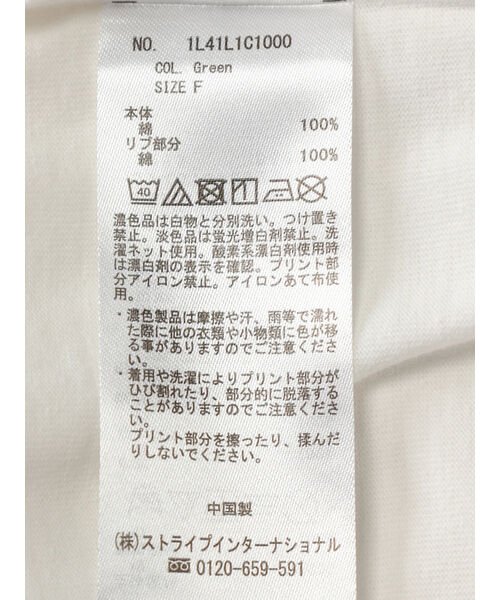 NO. 1L41L1C1000
COL. Green
SIZE F
本体
綿 100%
リブ部分
綿 100%
40
濃色品は白物と分別洗い。つけ置き
禁止。淡色品は蛍光増白剤禁止。洗
濯ネット使用。酸素系漂白剤使用時
は漂白剤の表示を確認。プリント部
分アイロン禁止。アイロンあて布使
用。
・濃色製品は摩擦や汗、雨等で濡れ
た際に他の衣類や小物類に色が移
る事がありますのでご注意くださ
い。
・着用や洗濯によりプリント部分が
ひび割れたり、部分的に脱落する
ことがありますのでご注意くださ
い。
プリント部分を擦ったり、揉んだ
りしないでください。
中国製
(株)ストライプインターナショナル
0120-659-591